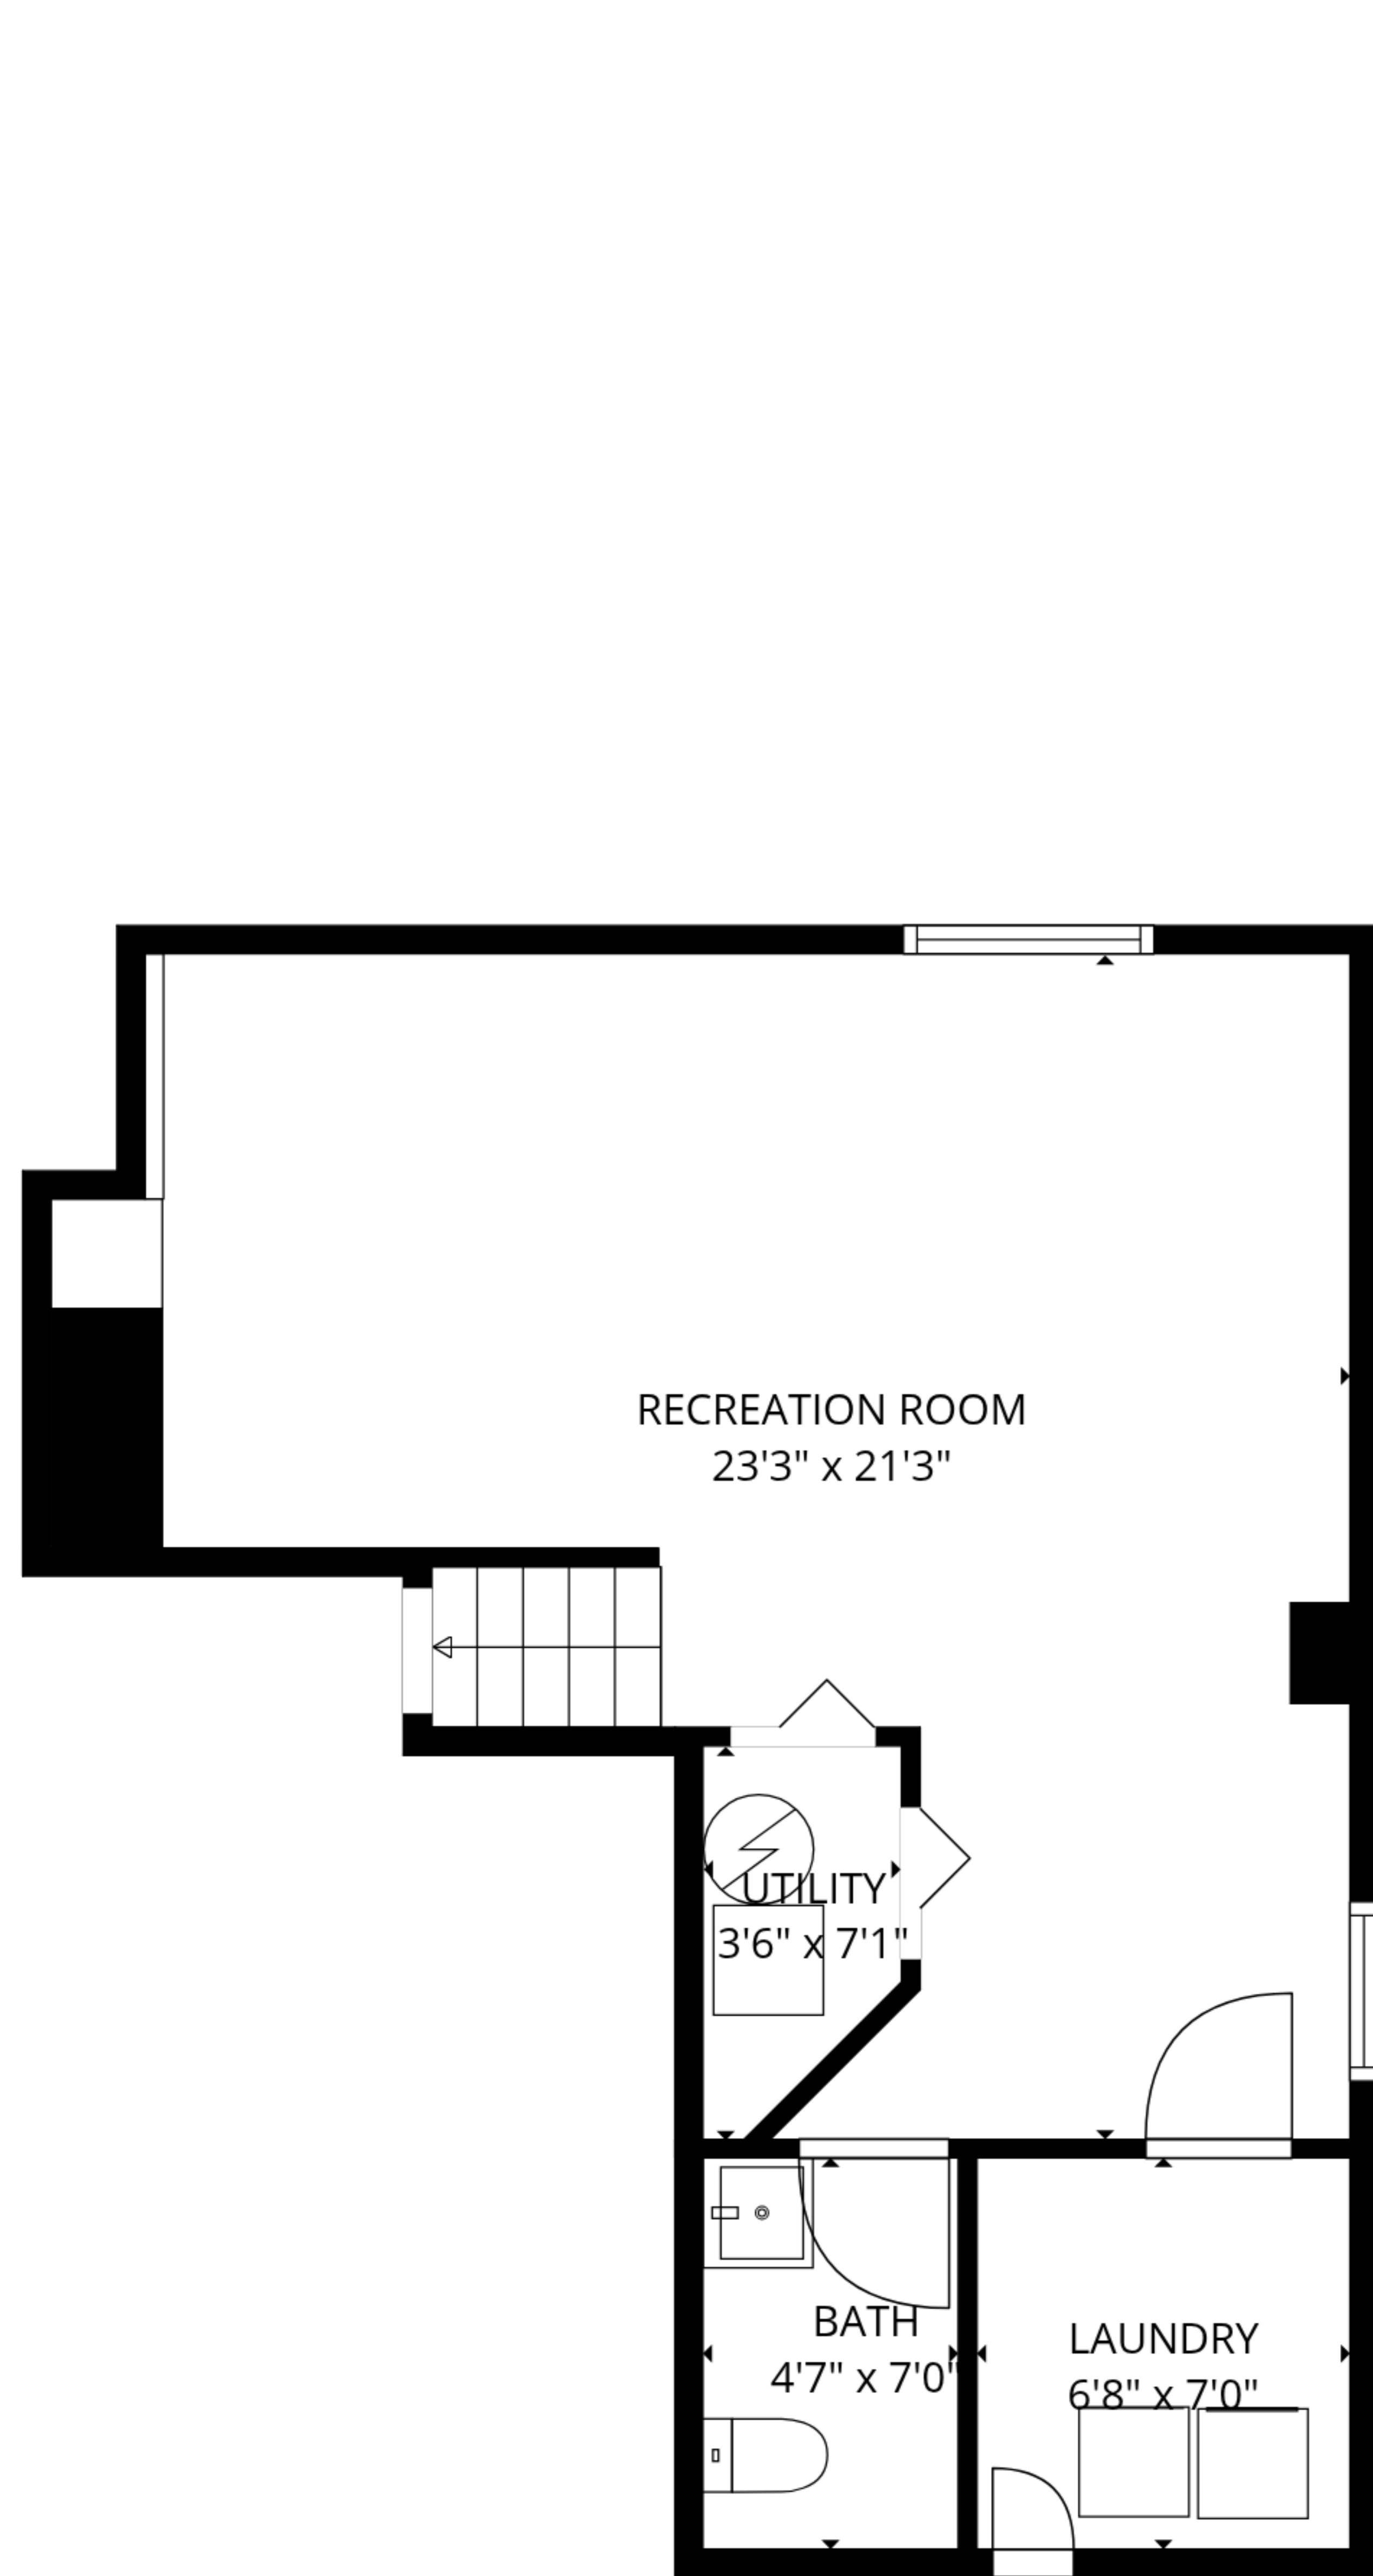 RECREATION ROOM
23'3" x 21'3"
UTILITY
3'6" x 7'1"
BATH
4'7" x 7'0"
LAUNDRY
6'8" x 7'0"